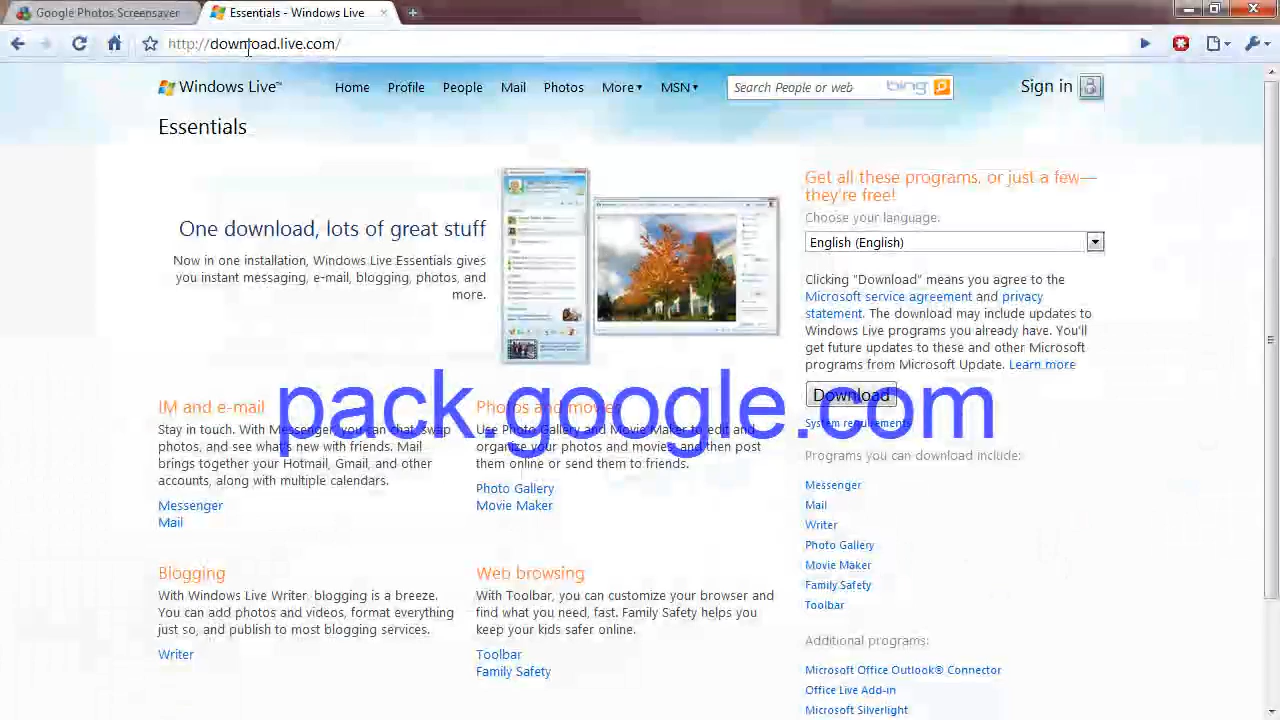 Google Photos Screensaver
Essentials - Windows Live
http://download.live.com/
Windows Live™
Home Profile People Mail Photos More MSN
Search People or web bing
Sign in
Essentials
One download, lots of great stuff
Now in one installation, Windows Live Essentials gives
you instant messaging, e-mail, blogging, photos, and
more.
Get all these programs, or just a few—
they're free!
Choose your language.
English (English)
Clicking "Download" means you agree to the
Microsoft service agreement and privacy
statement. The download may include updates to
Windows Live programs you already have. You'll
get future updates to these and other Microsoft
programs from Microsoft Update. Learn more
Download
System requirements
pack.google.com
IM and e-mail
Stay in touch. With Messenger, you can chat, swap
photos, and see what's new with friends. Mail
brings together your Hotmail, Gmail, and other
accounts, along with multiple calendars.
Messenger
Mail
Photos and movies
Use Photo Gallery and Movie Maker to edit and
organise your photos and movies, and then post
them online or send them to friends.
Photo Gallery
Movie Maker
Blogging
With Windows Live Writer, blogging is a breeze.
You can add photos and videos, format everything
just so, and publish to most blogging services.
Writer
Web browsing
With Toolbar, you can customize your browser and
find what you need, fast. Family Safety helps you
keep your kids safer online.
Toolbar
Family Safety
Programs you can download include:
Messenger
Mail
Writer
Photo Gallery
Movie Maker
Family Safety
Toolbar
Additional programs:
Microsoft Office Outlook® Connector
Office Live Add-in
Microsoft Silverlight